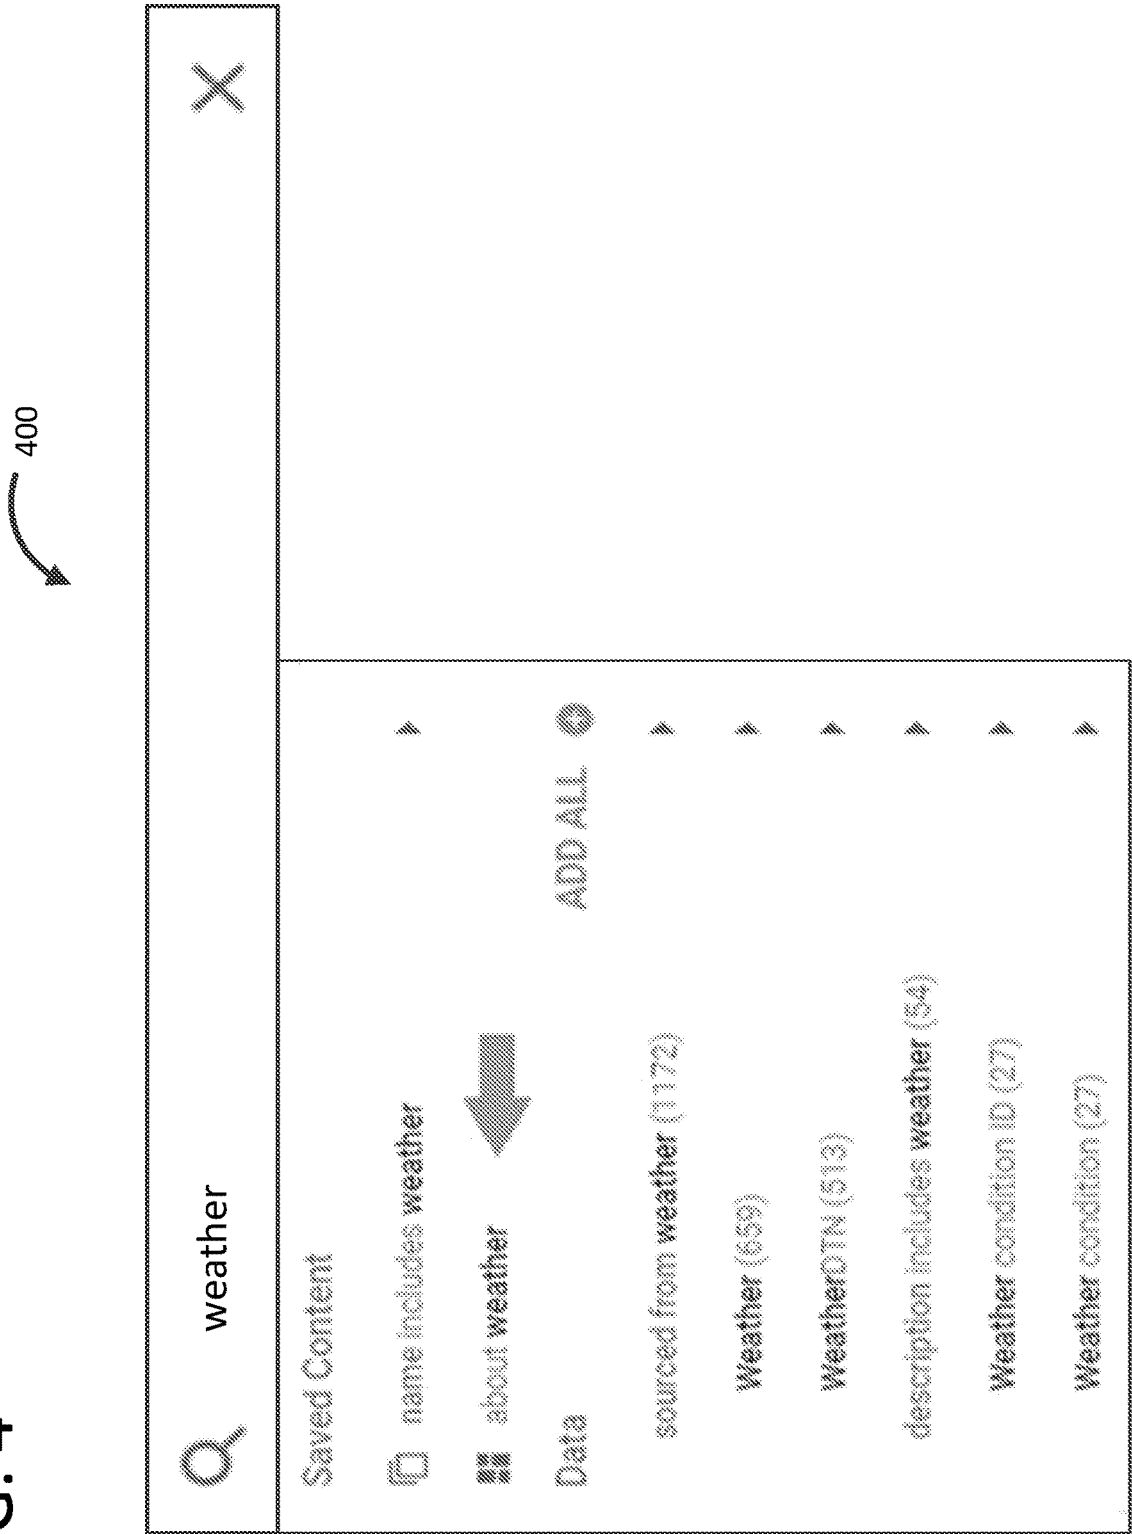 400
weather
Saved Content
name includes weather
about weather
Data ADD ALL
sourced from weather (1172)
Weather (659)
WeatherDTN (513)
description includes weather (54)
Weather condition ID (27)
Weather condition (27)